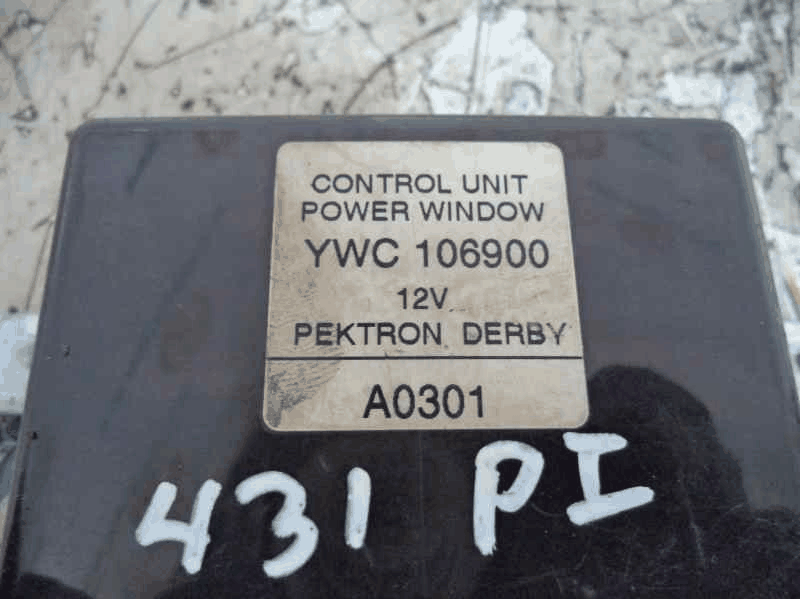 CONTROL UNIT
POWER WINDOW
YWC 106900
12V
PEKTRON DERBY
A0301
431 PI